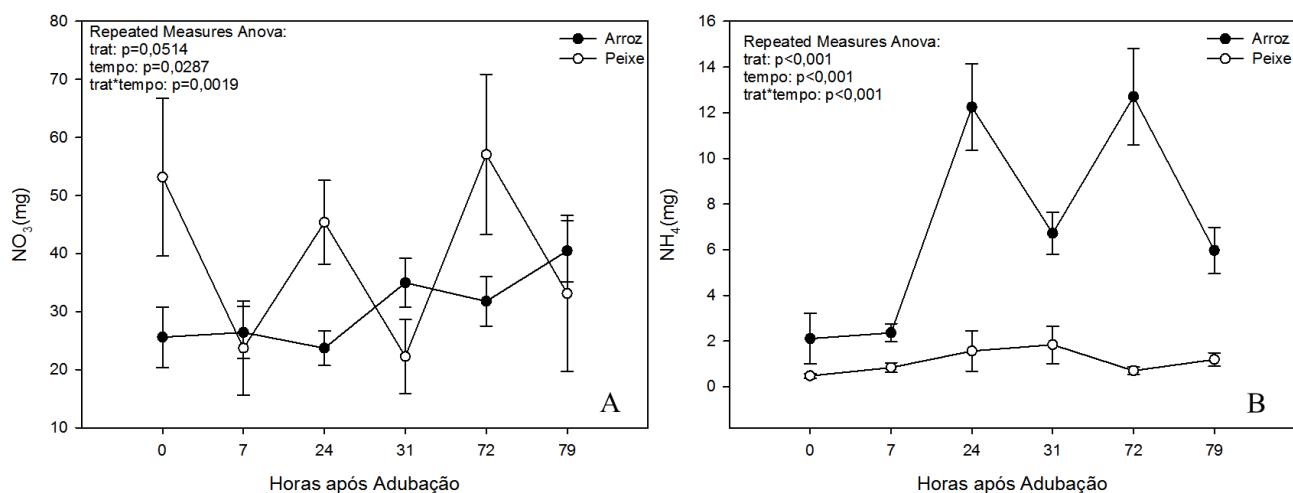 80
70
60
50
40
30
20
10
NO3(mg)
Repeated Measures Anova:
trat: p=0,0514
tempo: p=0,0287
trat*tempo: p=0,0019
Arroz
Peixe
A
0 7 24 31 72 79
Horas após Adubação
16
14
12
10
8
6
4
2
0
NH4(mg)
Repeated Measures Anova:
trat: p<0,001
tempo: p<0,001
trat*tempo: p<0,001
Arroz
Peixe
B
0 7 24 31 72 79
Horas após Adubação